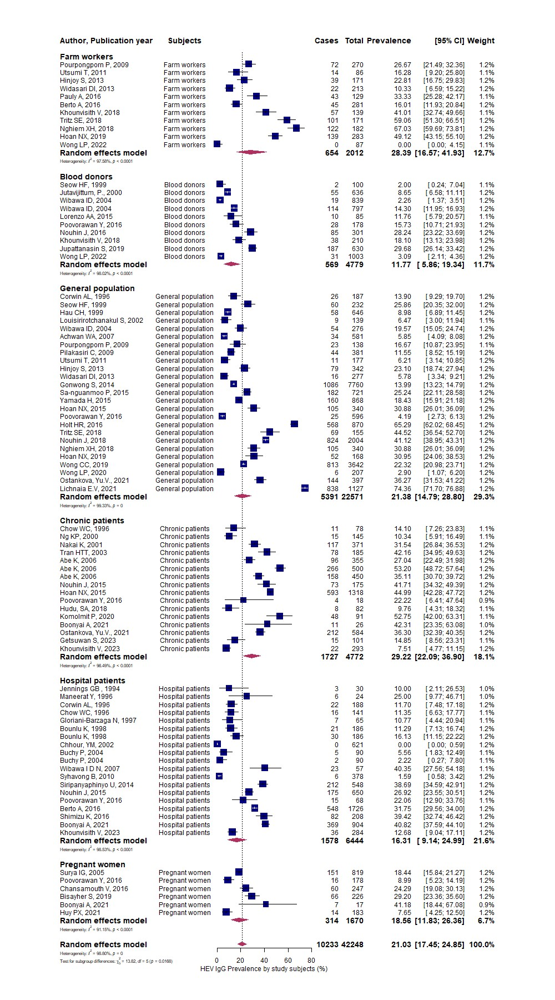 Author, Publication year Subjects Cases Total Prevalence [95% CI] Weight
Farm workers
Pourpongporn P, 2009 Farm workers 72 270 26.67 [21.49; 32.36] 1.2%
Utsumi T, 2011 Farm workers 14 86 16.28 [ 9.20; 25.80] 1.1%
Hinjoy S, 2013 Farm workers 39 171 22.81 [16.75; 29.83] 1.2%
Widasari DI, 2013 Farm workers 22 213 10.33 [ 6.59; 15.22] 1.2%
Pauly A, 2016 Farm workers 43 129 33.33 [25.28; 42.17] 1.1%
Berto A, 2016 Farm workers 45 281 16.01 [11.93; 20.84] 1.2%
Khounvisith V, 2018 Farm workers 57 139 41.01 [32.74; 49.66] 1.1%
Tritz SE, 2018 Farm workers 101 171 59.06 [51.30; 66.51] 1.2%
Nghiem XH, 2018 Farm workers 122 182 67.03 [59.69; 73.81] 1.2%
Hoan NX, 2019 Farm workers 139 283 49.12 [43.15; 55.10] 1.2%
Wong LP, 2022 Farm workers 0 87 0.00 [ 0.00; 4.15] 1.1%
Random effects model 654 2012 28.39 [16.57; 41.93] 12.7%
Heterogeneity: I² = 97.58%, p < 0.0001
Blood donors
Seow HF, 1999 Blood donors 2 100 2.00 [ 0.24; 7.04] 1.1%
Jutavijittum, P., 2000 Blood donors 55 636 8.65 [ 6.58; 11.11] 1.2%
Wibawa ID, 2004 Blood donors 19 839 2.26 [ 1.37; 3.51] 1.2%
Wibawa ID, 2004 Blood donors 114 797 14.30 [11.95; 16.93] 1.2%
Lorenzo AA, 2015 Blood donors 10 85 11.76 [ 5.79; 20.57] 1.1%
Poovorawan Y, 2016 Blood donors 28 178 15.73 [10.71; 21.93] 1.2%
Nouhin J, 2016 Blood donors 85 301 28.24 [23.22; 33.69] 1.2%
Khounvisith V, 2018 Blood donors 38 210 18.10 [13.13; 23.98] 1.2%
Jupattanasin S, 2019 Blood donors 187 630 29.68 [26.14; 33.42] 1.2%
Wong LP, 2022 Blood donors 31 1003 3.09 [ 2.11; 4.36] 1.2%
Random effects model 569 4779 11.77 [ 5.86; 19.34] 11.7%
Heterogeneity: I² = 98.02%, p < 0.0001
General population
Corwin AL, 1996 General population 26 187 13.90 [ 9.29; 19.70] 1.2%
Seow HF, 1999 General population 60 232 25.86 [20.35; 32.00] 1.2%
Hau CH, 1999 General population 58 646 8.98 [ 6.89; 11.45] 1.2%
Louisirirotchanakul S, 2002 General population 9 139 6.47 [ 3.00; 11.94] 1.1%
Wibawa ID, 2004 General population 54 276 19.57 [15.05; 24.74] 1.2%
Achwan WA, 2007 General population 34 581 5.85 [ 4.09; 8.08] 1.2%
Pourpongporn P, 2009 General population 23 138 16.67 [10.87; 23.95] 1.1%
Pilakasiri C, 2009 General population 44 381 11.55 [ 8.52; 15.19] 1.2%
Utsumi T, 2011 General population 11 177 6.21 [ 3.14; 10.85] 1.2%
Hinjoy S, 2013 General population 79 342 23.10 [18.74; 27.94] 1.2%
Widasari DI, 2013 General population 16 277 5.78 [ 3.34; 9.21] 1.2%
Gonwong S, 2014 General population 1086 7760 13.99 [13.23; 14.79] 1.2%
Sa-nguanmoo P, 2015 General population 182 721 25.24 [22.11; 28.58] 1.2%
Yamada H, 2015 General population 160 868 18.43 [15.91; 21.18] 1.2%
Hoan NX, 2015 General population 105 340 30.88 [26.01; 36.09] 1.2%
Poovorawan Y, 2016 General population 25 596 4.19 [ 2.73; 6.13] 1.2%
Holt HR, 2016 General population 568 870 65.29 [62.02; 68.45] 1.2%
Tritz SE, 2018 General population 69 155 44.52 [36.54; 52.70] 1.2%
Nouhin J, 2018 General population 824 2004 41.12 [38.95; 43.31] 1.2%
Nghiem XH, 2018 General population 105 340 30.88 [26.01; 36.09] 1.2%
Hoan NX, 2019 General population 52 168 30.95 [24.06; 38.53] 1.2%
Wong CC, 2019 General population 813 3642 22.32 [20.98; 23.71] 1.2%
Wong LP, 2020 General population 6 207 2.90 [ 1.07; 6.20] 1.2%
Ostankova, Yu.V., 2021 General population 144 397 36.27 [31.53; 41.22] 1.2%
Lichnaia E.V, 2021 General population 838 1127 74.36 [71.70; 76.88] 1.2%
Random effects model 5391 22571 21.38 [14.79; 28.80] 29.3%
Heterogeneity: I² = 99.33%, p = 0
Chronic patients
Chow WC, 1996 Chronic patients 11 78 14.10 [ 7.26; 23.83] 1.1%
Ng KP, 2000 Chronic patients 15 145 10.34 [ 5.91; 16.49] 1.1%
Nakai K, 2001 Chronic patients 117 371 31.54 [26.84; 36.53] 1.2%
Tran HTT, 2003 Chronic patients 78 185 42.16 [34.95; 49.63] 1.2%
Abe K, 2006 Chronic patients 96 355 27.04 [22.49; 31.98] 1.2%
Abe K, 2006 Chronic patients 266 500 53.20 [48.72; 57.64] 1.2%
Abe K, 2006 Chronic patients 158 450 35.11 [30.70; 39.72] 1.2%
Nouhin J, 2015 Chronic patients 73 175 41.71 [34.32; 49.39] 1.2%
Hoan NX, 2015 Chronic patients 593 1318 44.99 [42.28; 47.72] 1.2%
Poovorawan Y, 2016 Chronic patients 4 18 22.22 [ 6.41; 47.64] 0.9%
Hudu, SA, 2018 Chronic patients 8 82 9.76 [ 4.31; 18.32] 1.1%
Komolmit P, 2020 Chronic patients 48 91 52.75 [42.00; 63.31] 1.1%
Boonyai A, 2021 Chronic patients 11 26 42.31 [23.35; 63.08] 1.0%
Ostankova, Yu.V., 2021 Chronic patients 212 584 36.30 [32.39; 40.35] 1.2%
Getsuwan S, 2023 Chronic patients 15 101 14.85 [ 8.56; 23.31] 1.1%
Khounvisith V, 2023 Chronic patients 22 293 7.51 [ 4.77; 11.15] 1.2%
Random effects model 1727 4772 29.22 [22.09; 36.90] 18.1%
Heterogeneity: I² = 96.49%, p < 0.0001
Hospital patients
Jennings GB , 1994 Hospital patients 3 30 10.00 [ 2.11; 26.53] 1.0%
Maneerat Y, 1996 Hospital patients 6 24 25.00 [ 9.77; 46.71] 1.0%
Corwin AL, 1996 Hospital patients 22 188 11.70 [ 7.48; 17.18] 1.2%
Chow WC, 1996 Hospital patients 16 141 11.35 [ 6.63; 17.77] 1.1%
Gloriani-Barzaga N, 1997 Hospital patients 7 65 10.77 [ 4.44; 20.94] 1.1%
Bounlu K, 1998 Hospital patients 21 186 11.29 [ 7.13; 16.74] 1.2%
Bounlu K, 1998 Hospital patients 30 186 16.13 [11.15; 22.22] 1.2%
Chhour, YM, 2002 Hospital patients 0 621 0.00 [ 0.00; 0.59] 1.2%
Buchy P, 2004 Hospital patients 5 90 5.56 [ 1.83; 12.49] 1.1%
Buchy P, 2004 Hospital patients 2 90 2.22 [ 0.27; 7.80] 1.1%
Wibawa I D N, 2007 Hospital patients 23 57 40.35 [27.56; 54.18] 1.1%
Syhavong B, 2010 Hospital patients 6 378 1.59 [ 0.58; 3.42] 1.2%
Siripanyaphinyo U, 2014 Hospital patients 212 548 38.69 [34.59; 42.91] 1.2%
Nouhin J, 2015 Hospital patients 175 650 26.92 [23.55; 30.51] 1.2%
Poovorawan Y, 2016 Hospital patients 15 68 22.06 [12.90; 33.76] 1.1%
Berto A, 2016 Hospital patients 548 1726 31.75 [29.56; 34.00] 1.2%
Shimizu K, 2016 Hospital patients 82 208 39.42 [32.74; 46.42] 1.2%
Boonyai A, 2021 Hospital patients 369 904 40.82 [37.59; 44.10] 1.2%
Khounvisith V, 2023 Hospital patients 36 284 12.68 [ 9.04; 17.11] 1.2%
Random effects model 1578 6444 16.31 [ 9.14; 24.99] 21.6%
Heterogeneity: I² = 98.53%, p < 0.0001
Pregnant women
Surya IG, 2005 Pregnant women 151 819 18.44 [15.84; 21.27] 1.2%
Poovorawan Y, 2016 Pregnant women 16 178 8.99 [ 5.23; 14.19] 1.2%
Chansamouth V, 2016 Pregnant women 60 247 24.29 [19.08; 30.13] 1.2%
Bisayher S, 2019 Pregnant women 66 226 29.20 [23.36; 35.60] 1.2%
Boonyai A, 2021 Pregnant women 7 17 41.18 [18.44; 67.08] 0.9%
Huy PX, 2021 Pregnant women 14 183 7.65 [ 4.25; 12.50] 1.2%
Random effects model 314 1670 18.56 [11.83; 26.36] 6.7%
Heterogeneity: I² = 91.15%, p < 0.0001
Random effects model 10233 42248 21.03 [17.45; 24.85] 100.0%
Heterogeneity: I² = 98.80%, p = 0
Test for subgroup differences: χ²₅ = 13.82, df = 5 (p = 0.0168)
0 20 40 60 80
HEV IgG Prevalence by study subjects (%)